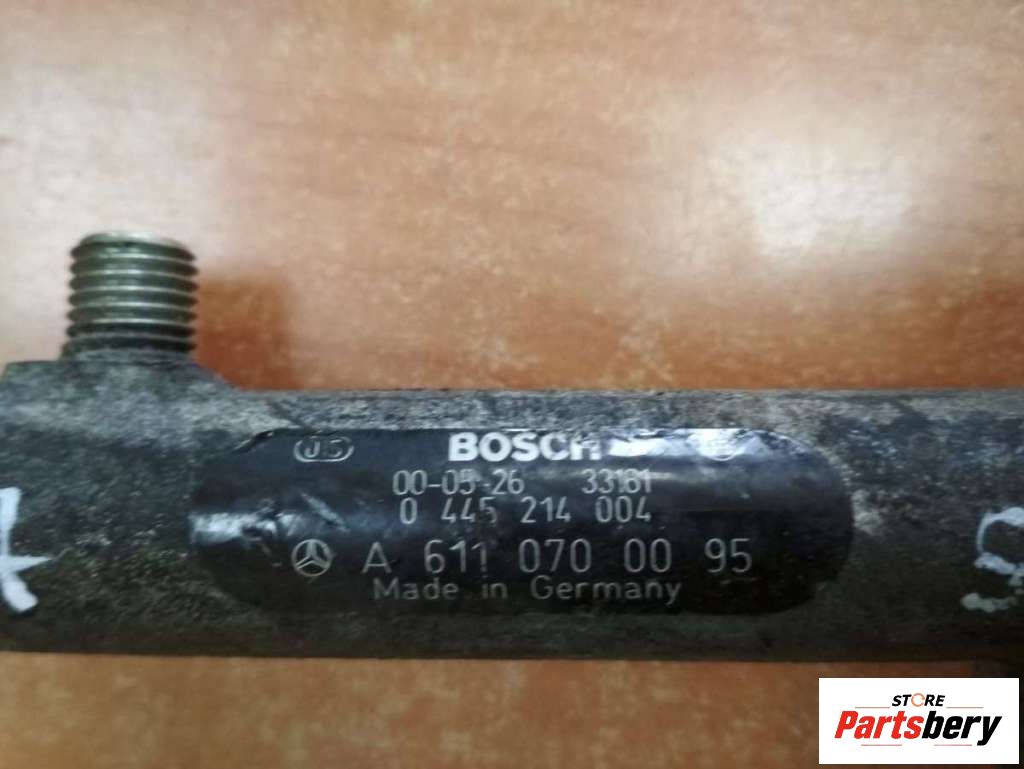 BOSCH
00-05-26 33181
0 445 214 004
A 611 070 00 95
Made in Germany
STORE
Partsbery